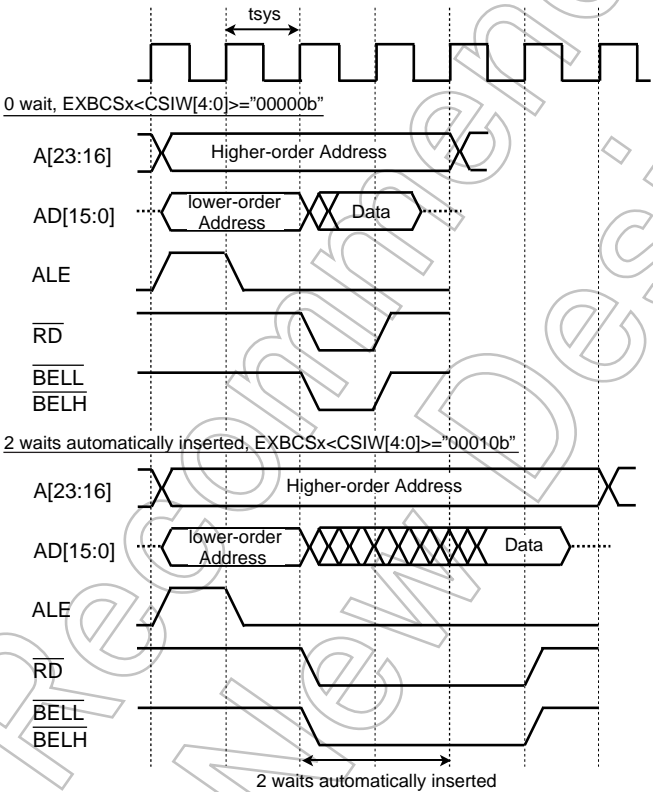 tsys
0 wait, EXBCSx<CSIW[4:0]>="00000b"
A[23:16]
Higher-order Address
AD[15:0]
lower-order
Address
Data
ALE
RD
BELL
BELH
2 waits automatically inserted, EXBCSx<CSIW[4:0]>="00010b"
A[23:16]
Higher-order Address
AD[15:0]
lower-order
Address
Data
ALE
RD
BELL
BELH
2 waits automatically inserted